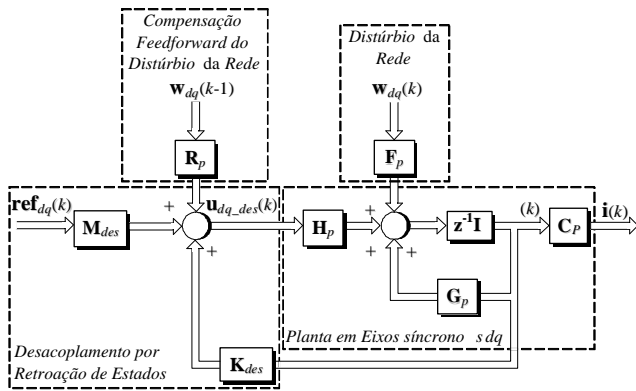 Compensação
Feedforward do
Distúrbio da Rede
w_dq(k-1)
Distúrbio da
Rede
w_dq(k)
R_p
F_p
ref_dq(k)
+
u_dq_des(k)
+
(k)
i(k)
M_des
H_p
z⁻¹I
C_P
+
+
+
G_p
Planta em Eixos síncrono s dq
Desacoplamento por
Retroação de Estados
K_des